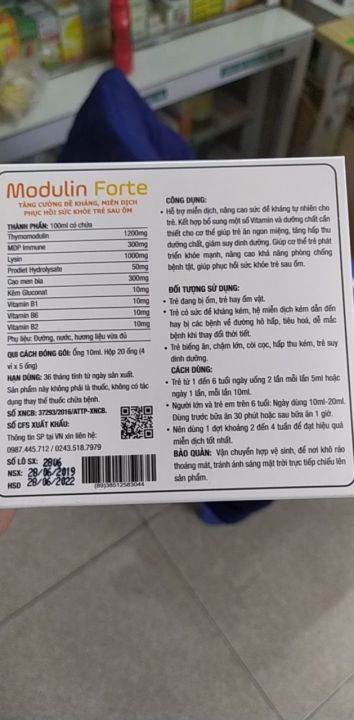 Modulin Forte
TĂNG CƯỜNG ĐỀ KHÁNG, MIỄN DỊCH
PHỤC HỒI SỨC KHỎE TRẺ SAU ỐM
THÀNH PHẦN: 100ml có chứa
Thymomodulin 1200mg
MDP Immune 300mg
Lysin 1000mg
Prodiet Hydrolysate 50mg
Cao men bia 300mg
Kẽm Gluconat 10mg
Vitamin B1 10mg
Vitamin B6 10mg
Vitamin B2 10mg
Phụ liệu: Đường, nước, hương liệu vừa đủ
QUI CÁCH ĐÓNG GÓI: Ống 10ml. Hộp 20 ống (4
vỉ x 5 ống)
HẠN DÙNG: 36 tháng tính từ ngày sản xuất.
Sản phẩm này không phải là thuốc, không có tác
dụng thay thế thuốc chữa bệnh.
SỐ XNCB: 37293/2016/ATTP-XNCB.
SỐ CFS XUẤT KHẨU:
Thông tin SP tại VN xin liên hệ:
0987.445.712 / 0243.518.7979
SỐ LÔ SX: 2806
NSX: 28/06/2019
HSD 28/06/2022
(89)38512583044
CÔNG DỤNG:
• Hỗ trợ miễn dịch, nâng cao sức đề kháng tự nhiên cho
trẻ. Kết hợp bổ sung một số Vitamin và dưỡng chất cần
thiết cho cơ thể giúp trẻ ăn ngon miệng, tăng hấp thu
dưỡng chất, giảm suy dinh dưỡng. Giúp cơ thể trẻ phát
triển khỏe mạnh, nâng cao khả năng phòng chống
bệnh tật, giúp phục hồi sức khỏe trẻ sau ốm.
ĐỐI TƯỢNG SỬ DỤNG:
• Trẻ đang bị ốm, trẻ hay ốm vặt.
• Trẻ có sức đề kháng kém, hệ miễn dịch kém dẫn đến
hay bị các bệnh về đường hô hấp, tiêu hoá, dễ mắc
bệnh khi thay đổi thời tiết.
• Trẻ biếng ăn, chậm lớn, còi cọc, hấp thu kém, trẻ suy
dinh dưỡng.
CÁCH DÙNG:
• Trẻ từ 1 đến 6 tuổi ngày uống 2 lần mỗi lần 5ml hoặc
ngày 1 lần, mỗi lần 10ml.
• Người lớn và trẻ em trên 6 tuổi: Ngày dùng 10ml-20ml.
Dùng trước bữa ăn 30 phút hoặc sau bữa ăn 1 giờ.
• Nên dùng 1 đợt khoảng 2 đến 4 tuần để đạt hiệu quả
miễn dịch tốt nhất.
BẢO QUẢN: Vận chuyển hợp vệ sinh, để nơi khô ráo
thoáng mát, tránh ánh sáng mặt trời trực tiếp chiếu lên
sản phẩm.